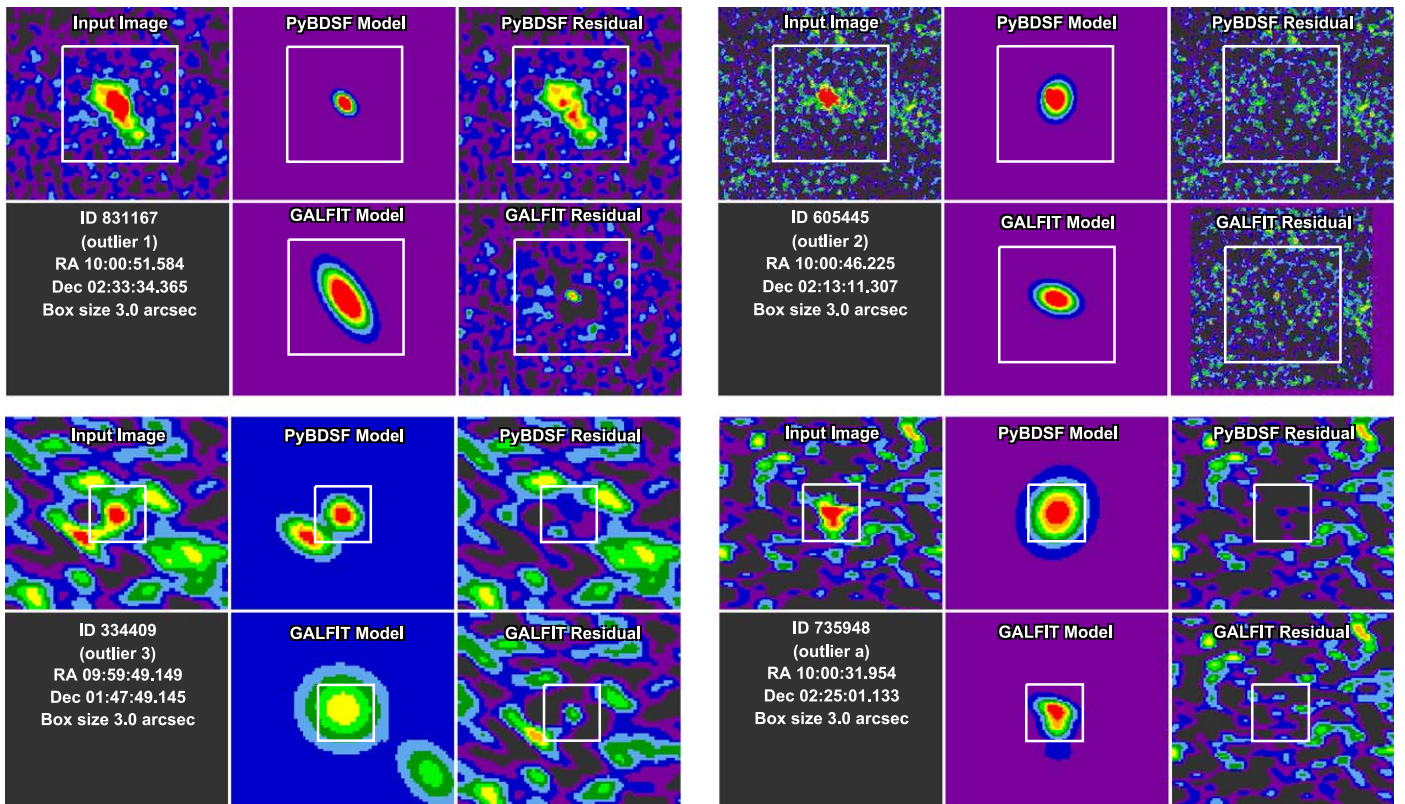 Input Image
PyBDSF Model
PyBDSF Residual
ID 831167
(outlier 1)
RA 10:00:51.584
Dec 02:33:34.365
Box size 3.0 arcsec
GALFIT Model
GALFIT Residual
Input Image
PyBDSF Model
PyBDSF Residual
ID 605445
(outlier 2)
RA 10:00:46.225
Dec 02:13:11.307
Box size 3.0 arcsec
GALFIT Model
GALFIT Residual
Input Image
PyBDSF Model
PyBDSF Residual
ID 334409
(outlier 3)
RA 09:59:49.149
Dec 01:47:49.145
Box size 3.0 arcsec
GALFIT Model
GALFIT Residual
Input Image
PyBDSF Model
PyBDSF Residual
ID 735948
(outlier a)
RA 10:00:31.954
Dec 02:25:01.133
Box size 3.0 arcsec
GALFIT Model
GALFIT Residual